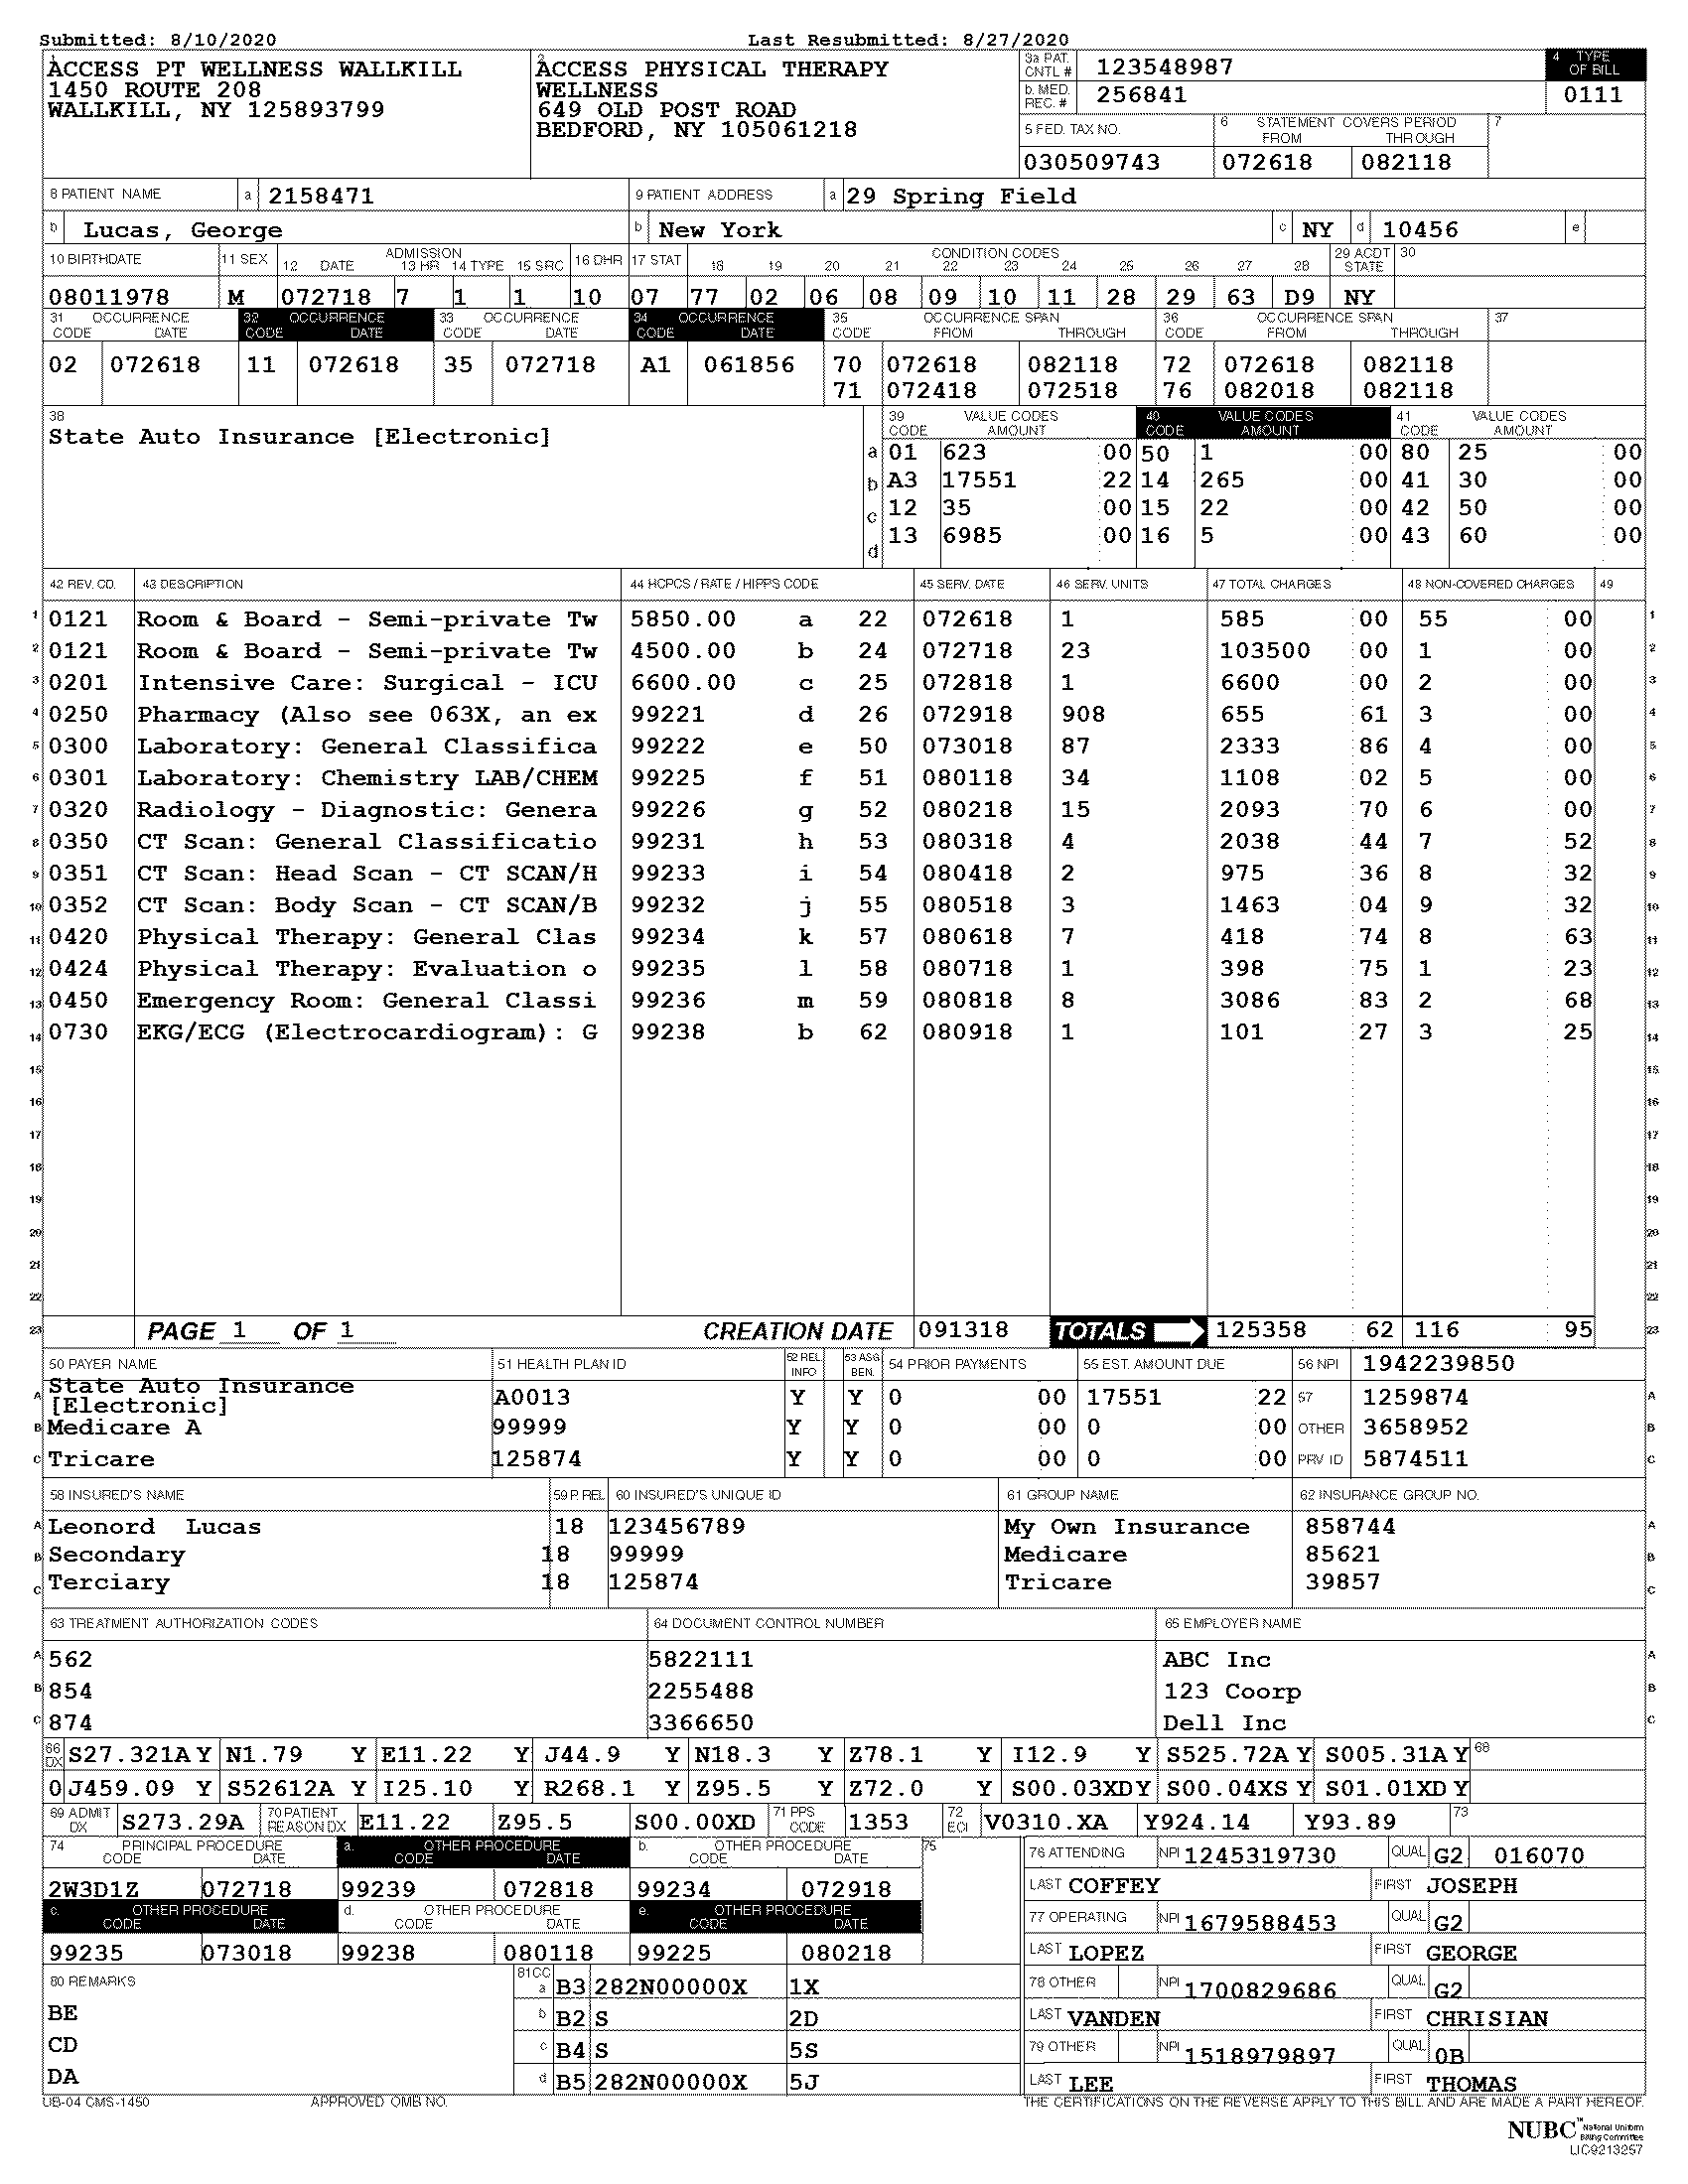 Submitted: 8/10/2020 Last Resubmitted: 8/27/2020
1 ACCESS PT WELLNESS WALLKILL
1450 ROUTE 208
WALLKILL, NY 125893799
2 ACCESS PHYSICAL THERAPY
WELLNESS
649 OLD POST ROAD
BEDFORD, NY 105061218
3a PAT. CNTL # 123548987
b. MED. REC. # 256841
4 TYPE OF BILL
0111
5 FED. TAX NO. 6 STATEMENT COVERS PERIOD FROM THROUGH 7
030509743 072618 082118
8 PATIENT NAME a 2158471 9 PATIENT ADDRESS a 29 Spring Field
b Lucas, George b New York c NY d 10456 e
10 BIRTHDATE 11 SEX ADMISSION 12 DATE 13 HR 14 TYPE 15 SRC 16 DHR 17 STAT CONDITION CODES 18 19 20 21 22 23 24 25 26 27 28 29 ACDT STATE 30
08011978 M 072718 7 1 1 10 07 77 02 06 08 09 10 11 28 29 63 D9 NY
31 OCCURRENCE CODE DATE 32 OCCURRENCE CODE DATE 33 OCCURRENCE CODE DATE 34 OCCURRENCE CODE DATE 35 OCCURRENCE SPAN CODE FROM THROUGH 36 OCCURRENCE SPAN CODE FROM THROUGH 37
02 072618 11 072618 35 072718 A1 061856 70 072618 082118 72 072618 082118
71 072418 072518 76 082018 082118
38
State Auto Insurance [Electronic]
39 VALUE CODES CODE AMOUNT 40 VALUE CODES CODE AMOUNT 41 VALUE CODES CODE AMOUNT
a 01 623 00 50 1 00 80 25 00
b A3 17551 22 14 265 00 41 30 00
c 12 35 00 15 22 00 42 50 00
d 13 6985 00 16 5 00 43 60 00
42 REV. CD. 43 DESCRIPTION 44 HCPCS / RATE / HIPPS CODE 45 SERV. DATE 46 SERV. UNITS 47 TOTAL CHARGES 48 NON-COVERED CHARGES 49
1 0121 Room & Board - Semi-private Tw 5850.00 a 22 072618 1 585 00 55 00 1
2 0121 Room & Board - Semi-private Tw 4500.00 b 24 072718 23 103500 00 1 00 2
3 0201 Intensive Care: Surgical - ICU 6600.00 c 25 072818 1 6600 00 2 00 3
4 0250 Pharmacy (Also see 063X, an ex 99221 d 26 072918 908 655 61 3 00 4
5 0300 Laboratory: General Classifica 99222 e 50 073018 87 2333 86 4 00 5
6 0301 Laboratory: Chemistry LAB/CHEM 99225 f 51 080118 34 1108 02 5 00 6
7 0320 Radiology - Diagnostic: Genera 99226 g 52 080218 15 2093 70 6 00 7
8 0350 CT Scan: General Classificatio 99231 h 53 080318 4 2038 44 7 52 8
9 0351 CT Scan: Head Scan - CT SCAN/H 99233 i 54 080418 2 975 36 8 32 9
10 0352 CT Scan: Body Scan - CT SCAN/B 99232 j 55 080518 3 1463 04 9 32 10
11 0420 Physical Therapy: General Clas 99234 k 57 080618 7 418 74 8 63 11
12 0424 Physical Therapy: Evaluation o 99235 l 58 080718 1 398 75 1 23 12
13 0450 Emergency Room: General Classi 99236 m 59 080818 8 3086 83 2 68 13
14 0730 EKG/ECG (Electrocardiogram): G 99238 b 62 080918 1 101 27 3 25 14
15 15
16 16
17 17
18 18
19 19
20 20
21 21
22 22
23 PAGE 1 OF 1 CREATION DATE 091318 TOTALS 125358 62 116 95 23
50 PAYER NAME 51 HEALTH PLAN ID 52 REL. INFO 53 ASG. BEN. 54 PRIOR PAYMENTS 55 EST. AMOUNT DUE 56 NPI 1942239850
A State Auto Insurance [Electronic] A0013 Y Y 0 00 17551 22 57 1259874 A
B Medicare A 99999 Y Y 0 00 0 00 OTHER 3658952 B
C Tricare 125874 Y Y 0 00 0 00 PRV ID 5874511 C
58 INSURED'S NAME 59 P. REL 60 INSURED'S UNIQUE ID 61 GROUP NAME 62 INSURANCE GROUP NO.
A Leonord Lucas 18 123456789 My Own Insurance 858744 A
B Secondary 18 99999 Medicare 85621 B
C Terciary 18 125874 Tricare 39857 C
63 TREATMENT AUTHORIZATION CODES 64 DOCUMENT CONTROL NUMBER 65 EMPLOYER NAME
A 562 5822111 ABC Inc A
B 854 2255488 123 Coorp B
C 874 3366650 Dell Inc C
66 DX S27.321A Y N1.79 Y E11.22 Y J44.9 Y N18.3 Y Z78.1 Y I12.9 Y S525.72A Y S005.31A Y 68
0 J459.09 Y S52612A Y I25.10 Y R268.1 Y Z95.5 Y Z72.0 Y S00.03XD Y S00.04XS Y S01.01XD Y
69 ADMIT DX S273.29A 70 PATIENT REASON DX E11.22 Z95.5 S00.00XD 71 PPS CODE 1353 72 ECI V0310.XA Y924.14 Y93.89 73
74 PRINCIPAL PROCEDURE CODE DATE a. OTHER PROCEDURE CODE DATE b. OTHER PROCEDURE CODE DATE 75
2W3D1Z 072718 99239 072818 99234 072918
c. OTHER PROCEDURE CODE DATE d. OTHER PROCEDURE CODE DATE e. OTHER PROCEDURE CODE DATE
99235 073018 99238 080118 99225 080218
76 ATTENDING NPI 1245319730 QUAL G2 016070
LAST COFFEY FIRST JOSEPH
77 OPERATING NPI 1679588453 QUAL G2
LAST LOPEZ FIRST GEORGE
80 REMARKS
BE
CD
DA
81CC
a B3 282N00000X 1X
b B2 S 2D
c B4 S 5S
d B5 282N00000X 5J
78 OTHER NPI 1700829686 QUAL G2
LAST VANDEN FIRST CHRISIAN
79 OTHER NPI 1518979897 QUAL 0B
LAST LEE FIRST THOMAS
UB-04 CMS-1450 APPROVED OMB NO. THE CERTIFICATIONS ON THE REVERSE APPLY TO THIS BILL AND ARE MADE A PART HEREOF.
NUBC™ National Uniform Billing Committee
LIC9213257